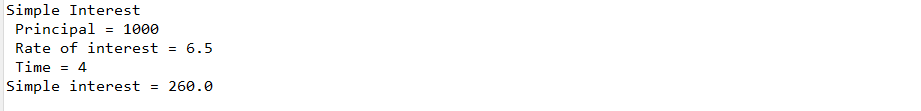 Simple Interest
Principal = 1000
Rate of interest = 6.5
Time = 4
Simple interest = 260.0